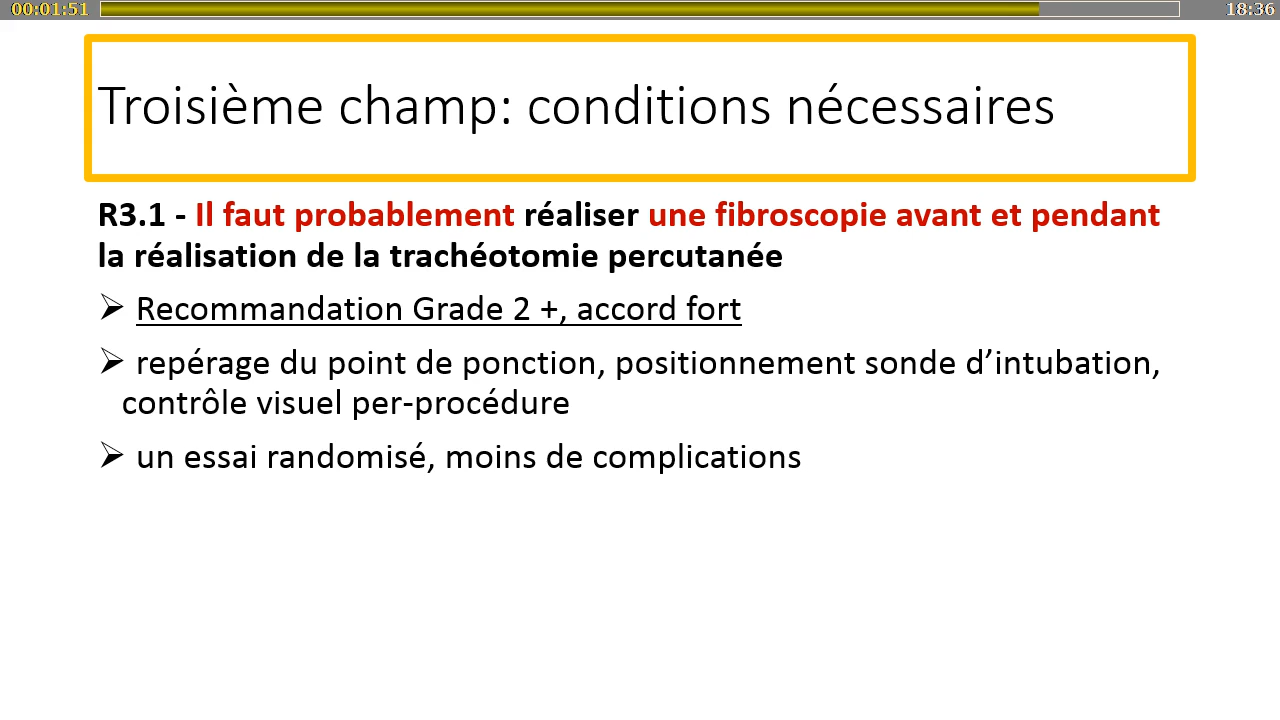 00:01:51
18:36
Troisième champ: conditions nécessaires
R3.1 - Il faut probablement réaliser une fibroscopie avant et pendant
la réalisation de la trachéotomie percutanée
➢ Recommandation Grade 2 +, accord fort
➢ repérage du point de ponction, positionnement sonde d’intubation,
contrôle visuel per-procédure
➢ un essai randomisé, moins de complications